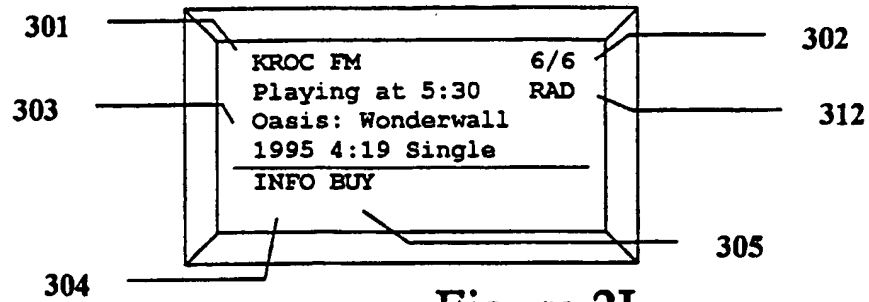 301
302
KROC FM 6/6
Playing at 5:30 RAD
303
312
Oasis: Wonderwall
1995 4:19 Single
INFO BUY
305
304